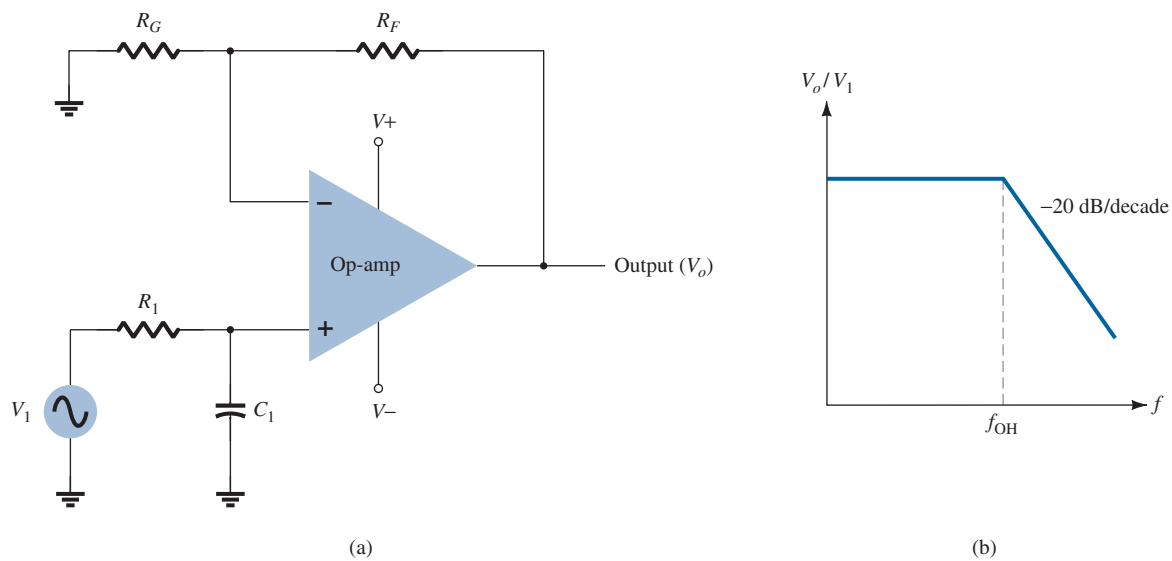 R_G
R_F
V+
−
Op-amp
Output (V_o)
R_1
+
V_1
C_1
V−
(a)
V_o / V_1
−20 dB/decade
f
f_OH
(b)